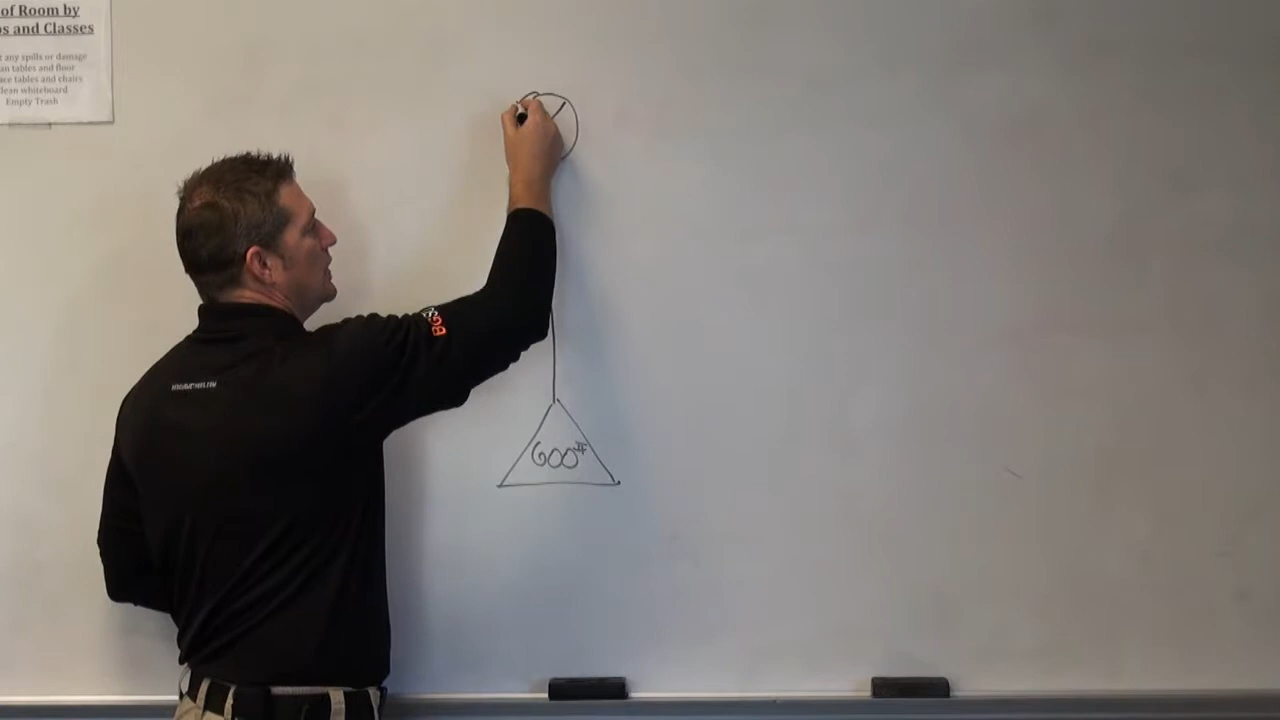 of Room by
s and Classes
any spills or damage
an tables and floor
ace tables and chairs
lean whiteboard
Empty Trash
600#